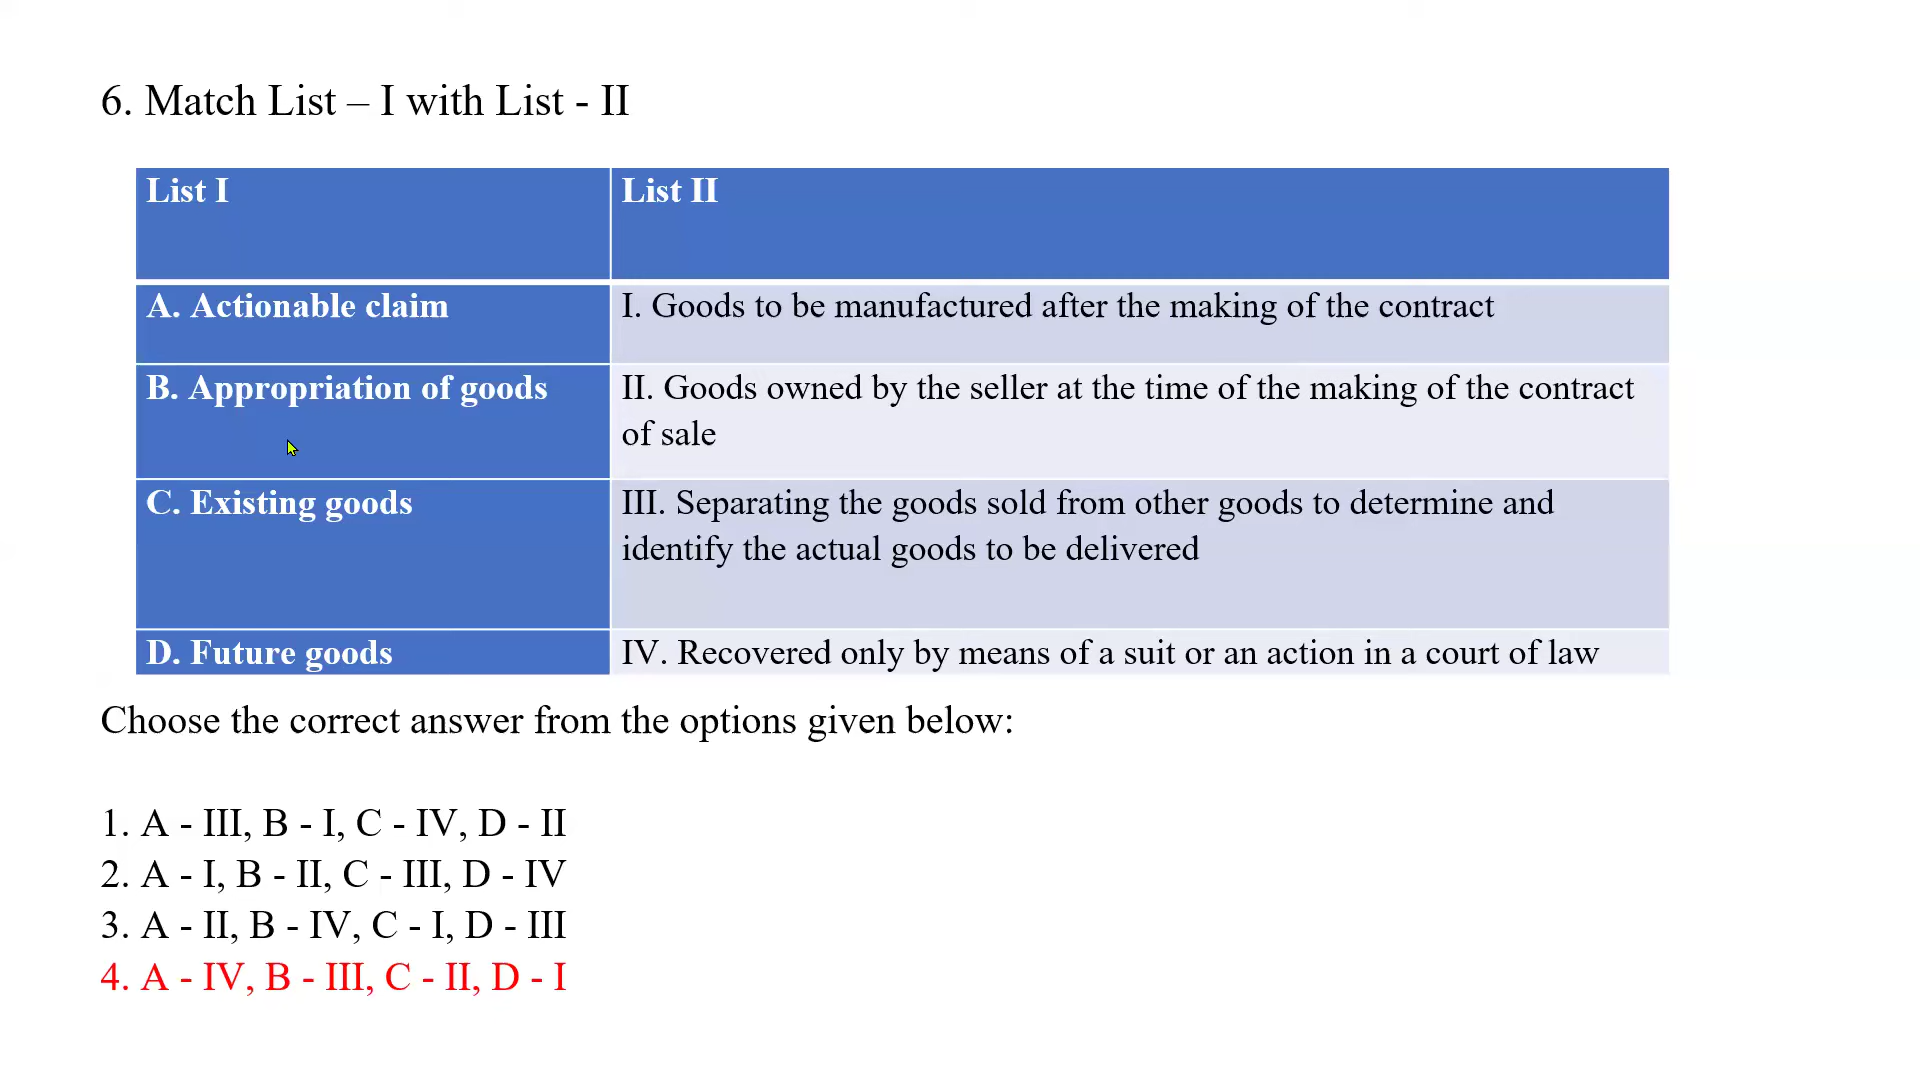 6. Match List – I with List - II
List I
List II
A. Actionable claim
I. Goods to be manufactured after the making of the contract
B. Appropriation of goods
II. Goods owned by the seller at the time of the making of the contract
of sale
C. Existing goods
III. Separating the goods sold from other goods to determine and
identify the actual goods to be delivered
D. Future goods
IV. Recovered only by means of a suit or an action in a court of law
Choose the correct answer from the options given below:
1. A - III, B - I, C - IV, D - II
2. A - I, B - II, C - III, D - IV
3. A - II, B - IV, C - I, D - III
4. A - IV, B - III, C - II, D - I